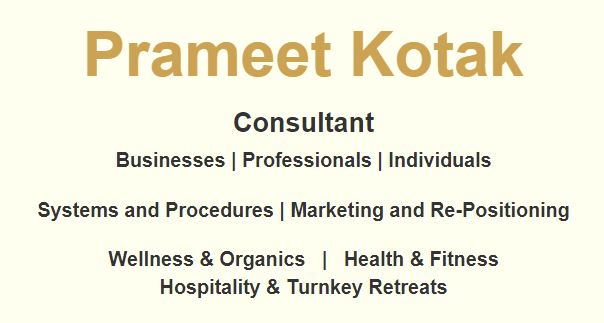 Prameet Kotak
Consultant
Businesses | Professionals | Individuals
Systems and Procedures | Marketing and Re-Positioning
Wellness & Organics | Health & Fitness
Hospitality & Turnkey Retreats